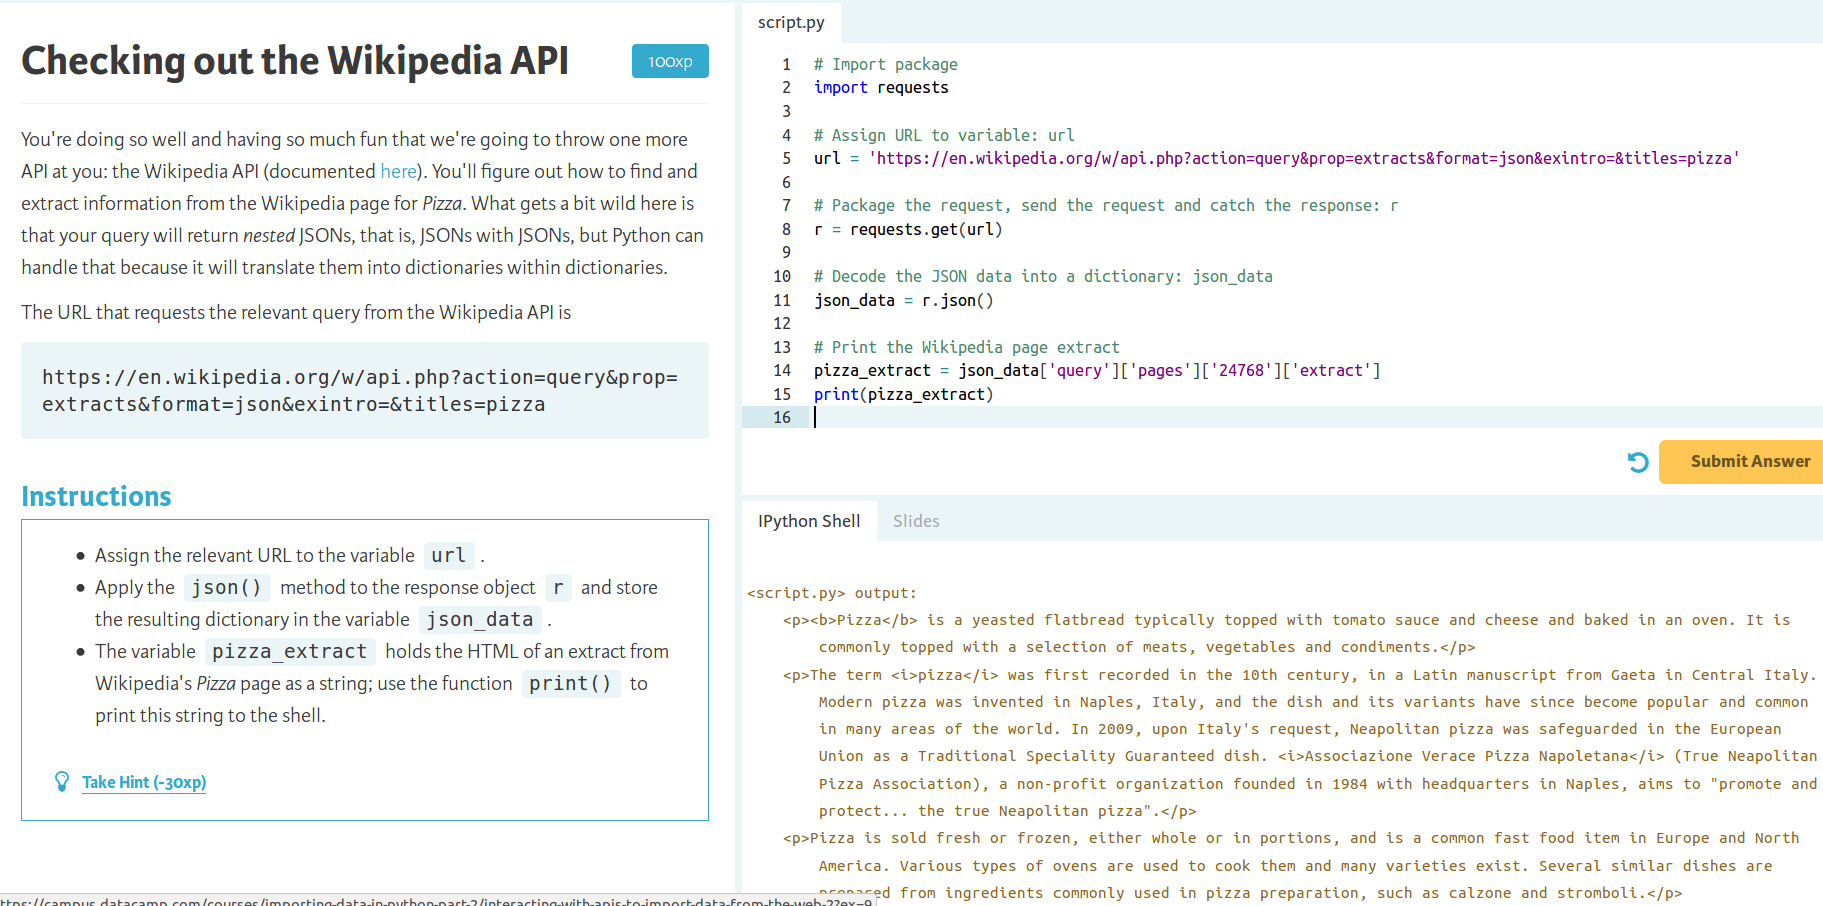 Checking out the Wikipedia API
100xp
You're doing so well and having so much fun that we're going to throw one more
API at you: the Wikipedia API (documented here). You'll figure out how to find and
extract information from the Wikipedia page for Pizza. What gets a bit wild here is
that your query will return nested JSONs, that is, JSONs with JSONs, but Python can
handle that because it will translate them into dictionaries within dictionaries.
The URL that requests the relevant query from the Wikipedia API is
https://en.wikipedia.org/w/api.php?action=query&prop=
extracts&format=json&exintro=&titles=pizza
Instructions
• Assign the relevant URL to the variable url .
• Apply the json() method to the response object r and store
the resulting dictionary in the variable json_data .
• The variable pizza_extract holds the HTML of an extract from
Wikipedia's Pizza page as a string; use the function print() to
print this string to the shell.
Take Hint (-30xp)
script.py
1 # Import package
2 import requests
3
4 # Assign URL to variable: url
5 url = 'https://en.wikipedia.org/w/api.php?action=query&prop=extracts&format=json&exintro=&titles=pizza'
6
7 # Package the request, send the request and catch the response: r
8 r = requests.get(url)
9
10 # Decode the JSON data into a dictionary: json_data
11 json_data = r.json()
12
13 # Print the Wikipedia page extract
14 pizza_extract = json_data['query']['pages']['24768']['extract']
15 print(pizza_extract)
16
Submit Answer
IPython Shell
Slides
<script.py> output:
<p><b>Pizza</b> is a yeasted flatbread typically topped with tomato sauce and cheese and baked in an oven. It is
commonly topped with a selection of meats, vegetables and condiments.</p>
<p>The term <i>pizza</i> was first recorded in the 10th century, in a Latin manuscript from Gaeta in Central Italy.
Modern pizza was invented in Naples, Italy, and the dish and its variants have since become popular and common
in many areas of the world. In 2009, upon Italy's request, Neapolitan pizza was safeguarded in the European
Union as a Traditional Speciality Guaranteed dish. <i>Associazione Verace Pizza Napoletana</i> (True Neapolitan
Pizza Association), a non-profit organization founded in 1984 with headquarters in Naples, aims to "promote and
protect... the true Neapolitan pizza".</p>
<p>Pizza is sold fresh or frozen, either whole or in portions, and is a common fast food item in Europe and North
America. Various types of ovens are used to cook them and many varieties exist. Several similar dishes are
prepared from ingredients commonly used in pizza preparation, such as calzone and stromboli.</p>
ttps://campus.datacamp.com/courses/importing-data-in-python-part-2/interacting-with-apis-to-import-data-from-the-web-2?ex=9